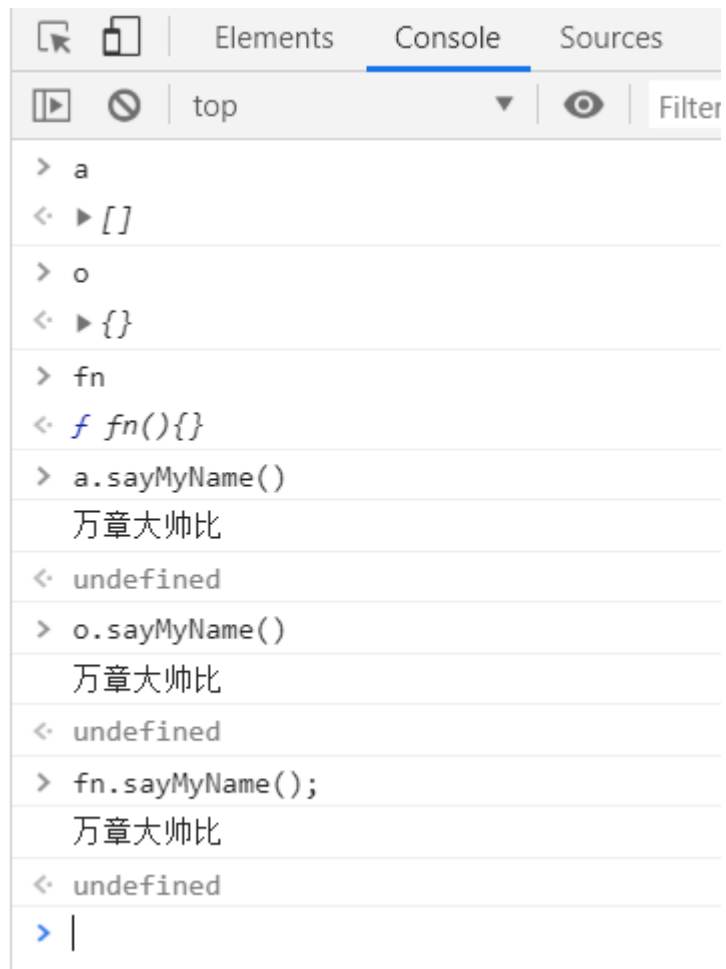 Elements Console Sources
top Filter
> a
<· ▶ []
> o
<· ▶ {}
> fn
<· ƒ fn(){}
> a.sayMyName()
万章大帅比
<· undefined
> o.sayMyName()
万章大帅比
<· undefined
> fn.sayMyName();
万章大帅比
<· undefined
>